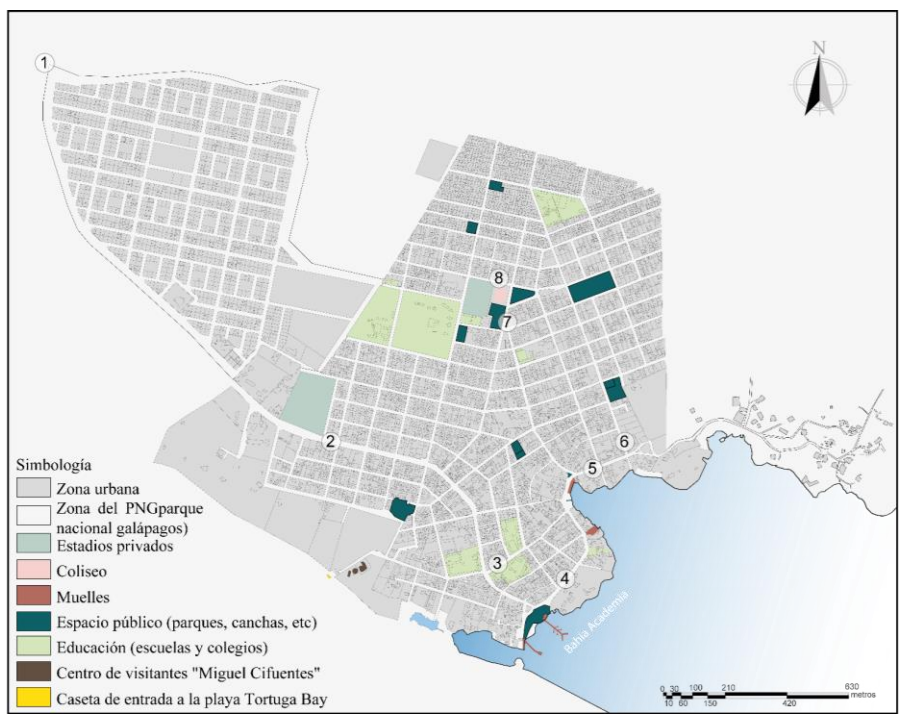 N
1
8
7
2
6
5
3
4
Bahía Academia
Simbología
Zona urbana
Zona del PNGparque
nacional galápagos)
Estadios privados
Coliseo
Muelles
Espacio público (parques, canchas, etc)
Educación (escuelas y colegios)
Centro de visitantes "Miguel Cifuentes"
Caseta de entrada a la playa Tortuga Bay
0 30 100 210 630
metros
10 60 150 420